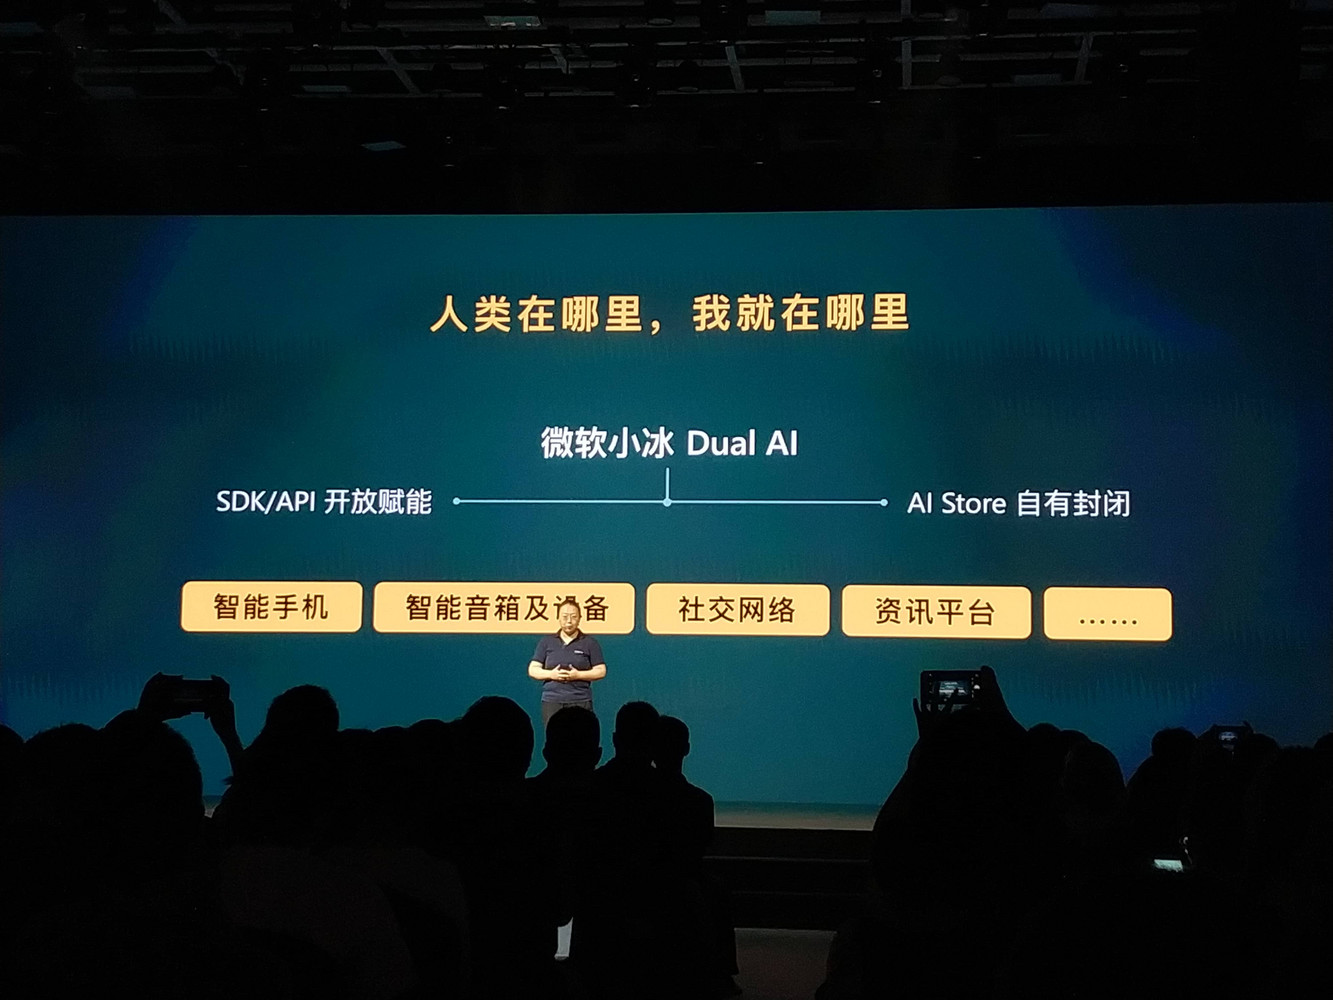 人类在哪里，我就在哪里
微软小冰 Dual AI
SDK/API 开放赋能
AI Store 自有封闭
智能手机
智能音箱及设备
社交网络
资讯平台
……